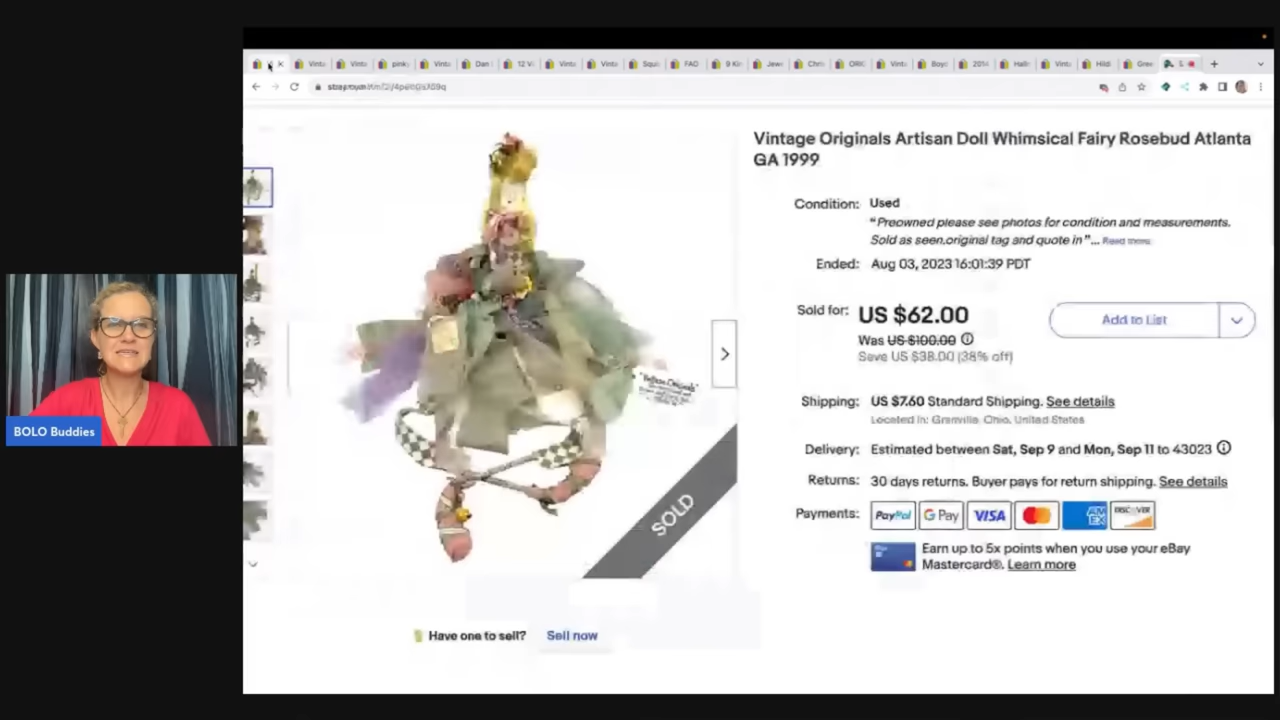 Vintage Originals Artisan Doll Whimsical Fairy Rosebud Atlanta
GA 1999
Condition: Used
"Preowned please see photos for condition and measurements.
Sold as seen.original tag and quote in"... Read more
Ended: Aug 03, 2023 16:01:39 PDT
Sold for: US $62.00
Add to List
Was US $100.00
Save US $38.00 (38% off)
Shipping: US $7.60 Standard Shipping. See details
Located in: Granville, Ohio, United States
Delivery: Estimated between Sat, Sep 9 and Mon, Sep 11 to 43023
Returns: 30 days returns. Buyer pays for return shipping. See details
Payments: PayPal G Pay VISA AM EX DISCOVER
Earn up to 5x points when you use your eBay
Mastercard®. Learn more
SOLD
Have one to sell? Sell now
BOLO Buddies